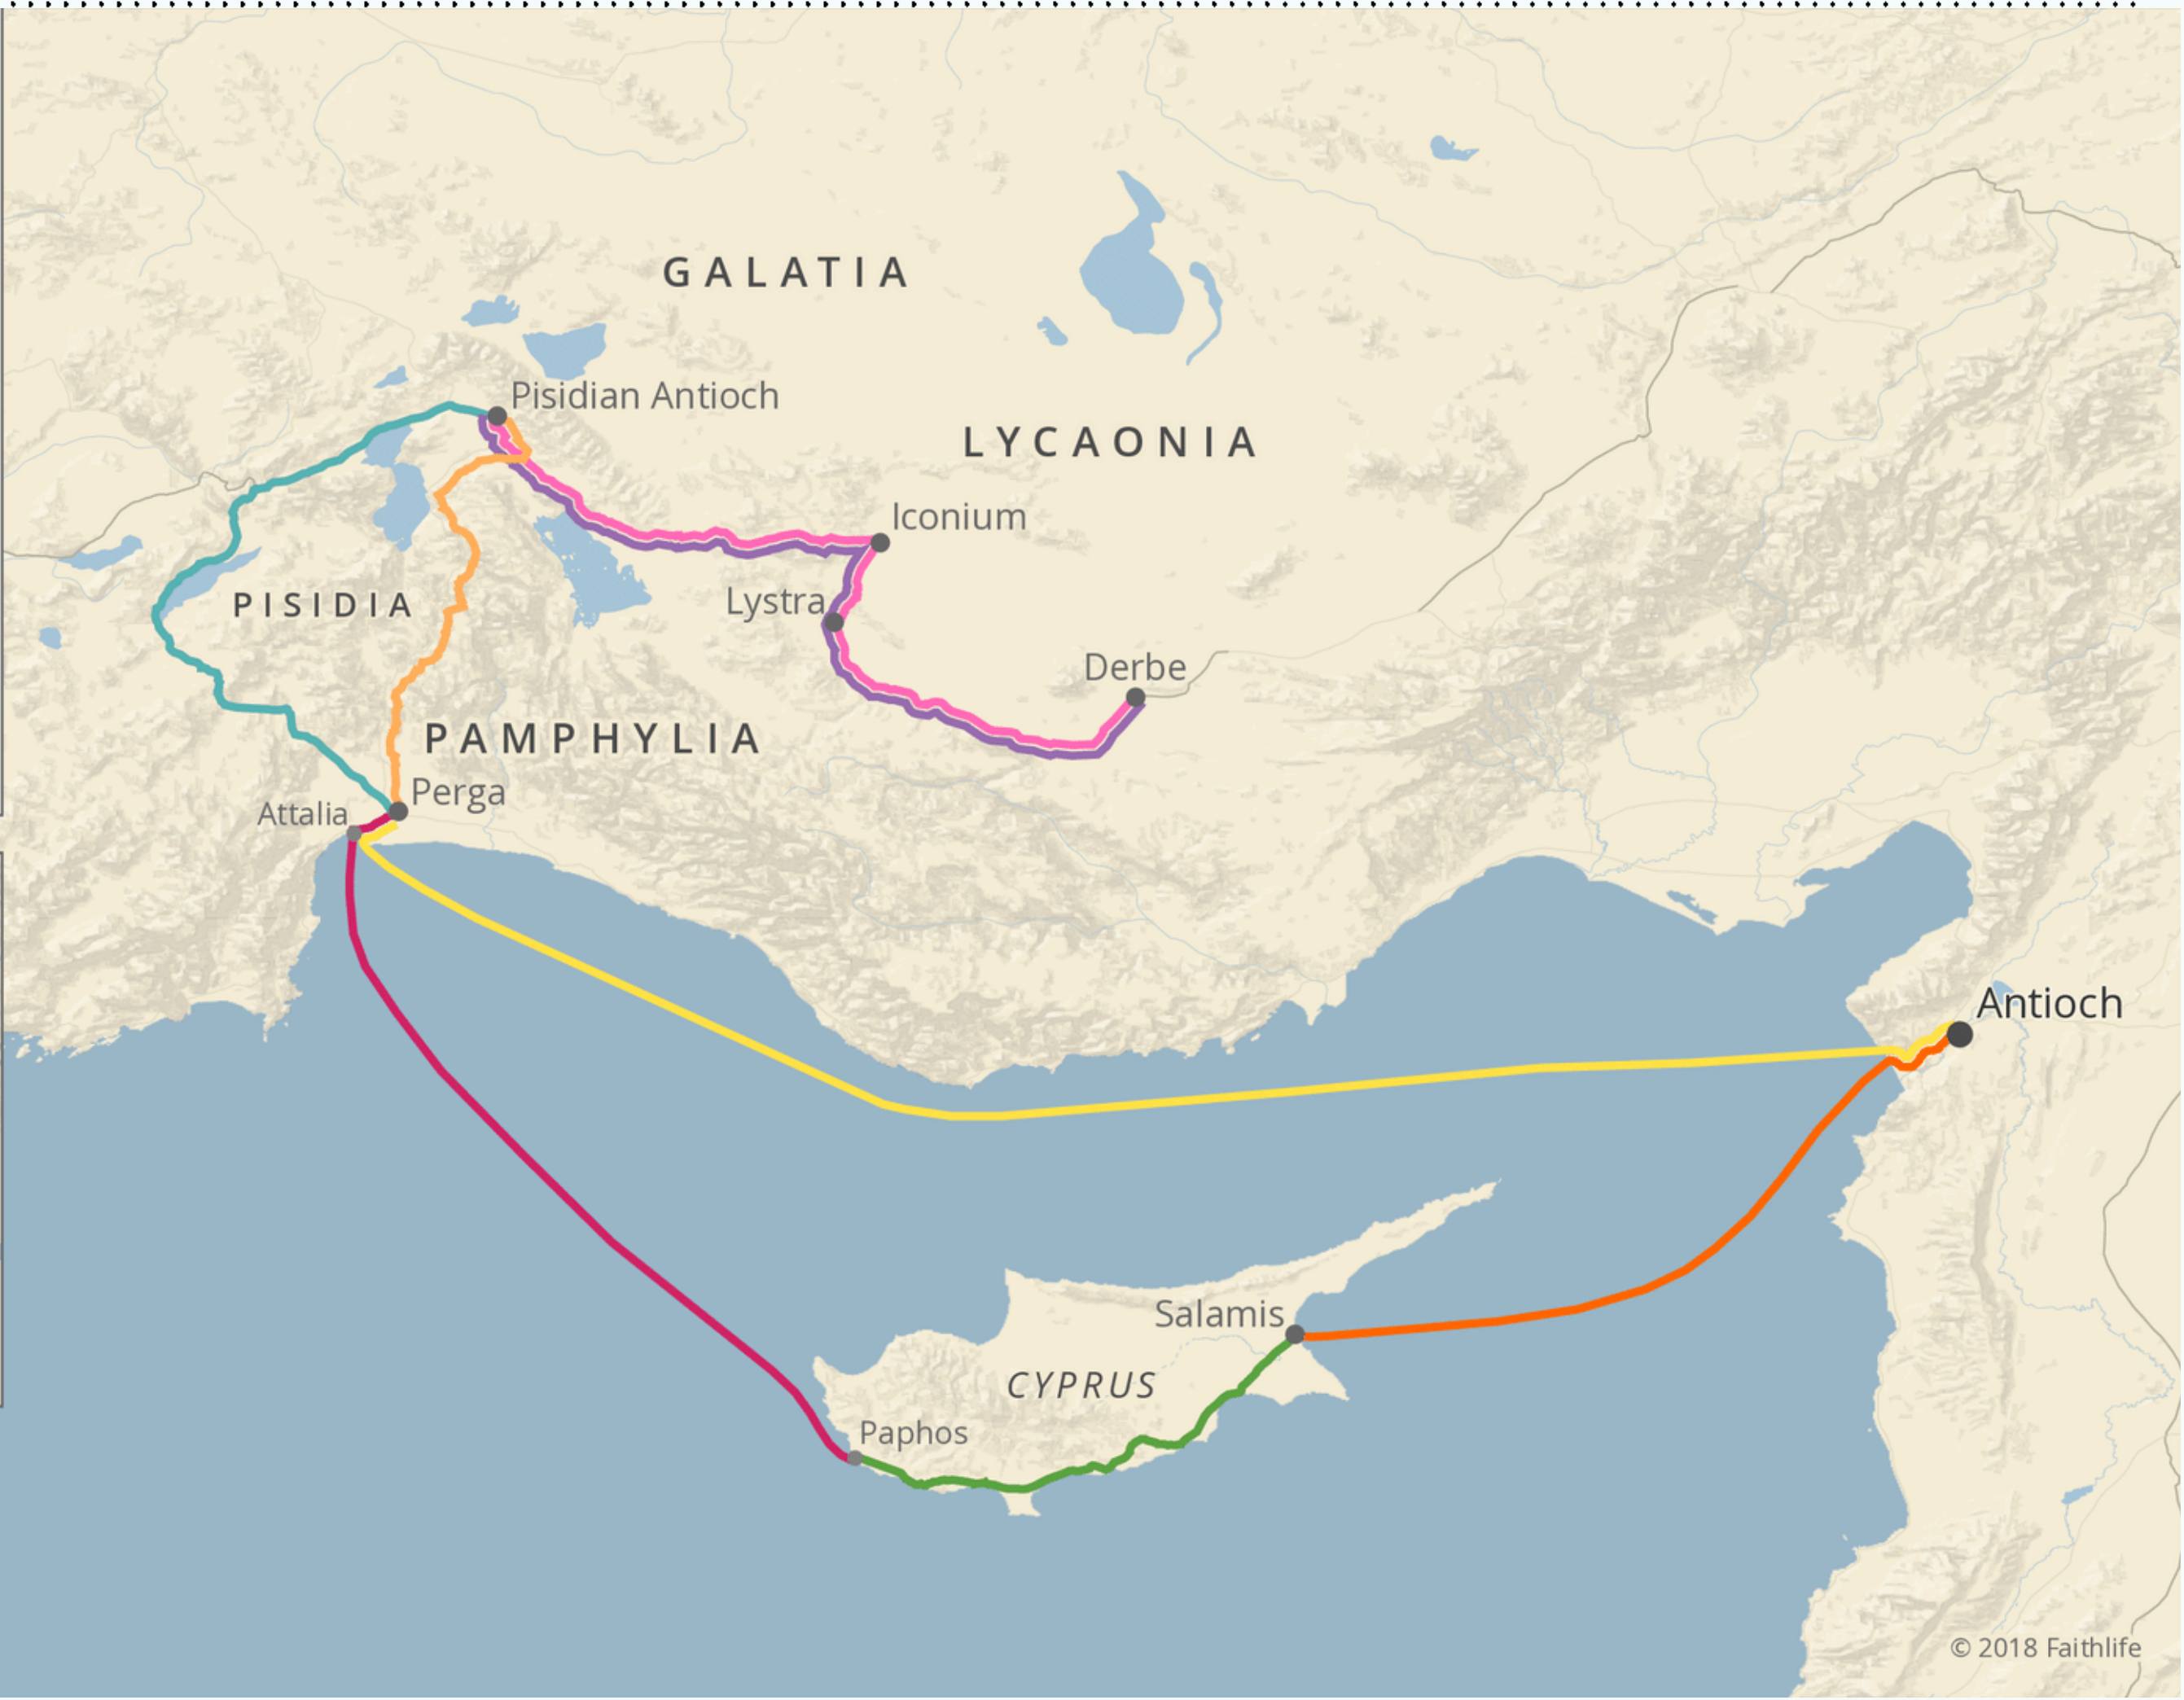 GALATIA
Pisidian Antioch
LYCAONIA
Iconium
Lystra
PISIDIA
Derbe
PAMPHYLIA
Perga
Attalia
Antioch
Salamis
CYPRUS
Paphos
© 2018 Faithlife